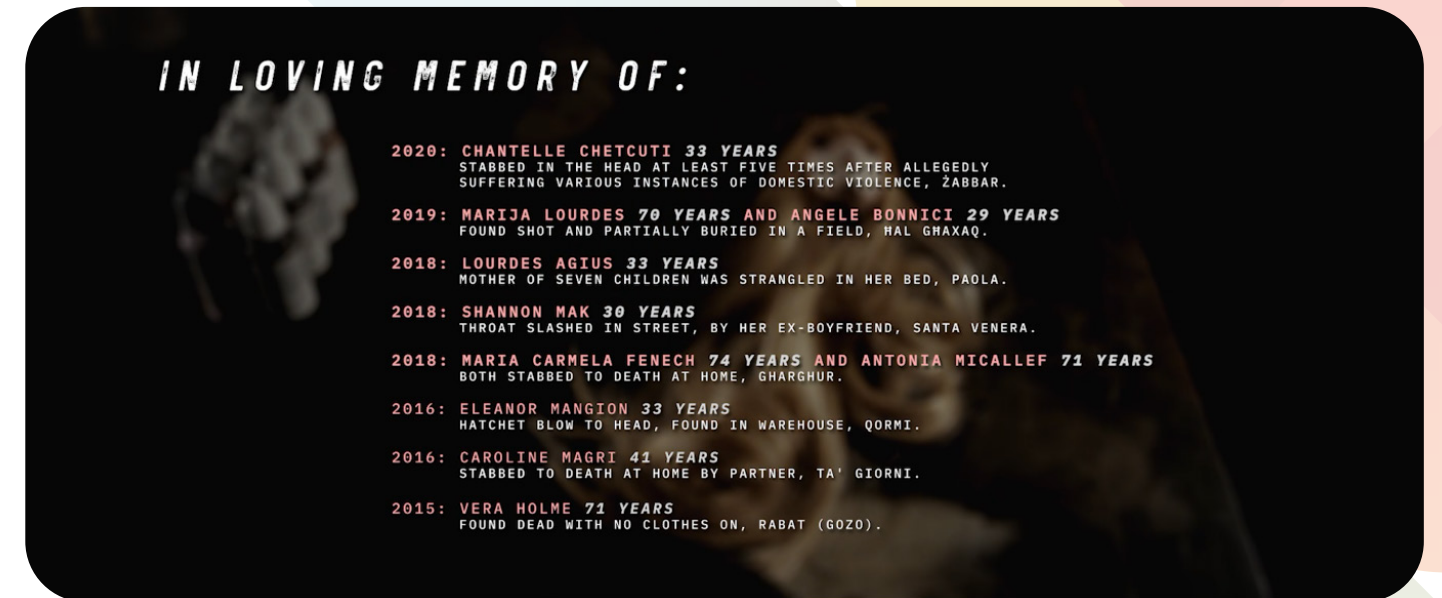 IN LOVING MEMORY OF:
2020: CHANTELLE CHETCUTI 33 YEARS
STABBED IN THE HEAD AT LEAST FIVE TIMES AFTER ALLEGEDLY
SUFFERING VARIOUS INSTANCES OF DOMESTIC VIOLENCE, ŻABBAR.
2019: MARIJA LOURDES 70 YEARS AND ANGELE BONNICI 29 YEARS
FOUND SHOT AND PARTIALLY BURIED IN A FIELD, ĦAL GĦAXAQ.
2018: LOURDES AGIUS 33 YEARS
MOTHER OF SEVEN CHILDREN WAS STRANGLED IN HER BED, PAOLA.
2018: SHANNON MAK 30 YEARS
THROAT SLASHED IN STREET, BY HER EX-BOYFRIEND, SANTA VENERA.
2018: MARIA CARMELA FENECH 74 YEARS AND ANTONIA MICALLEF 71 YEARS
BOTH STABBED TO DEATH AT HOME, GHARGHUR.
2016: ELEANOR MANGION 33 YEARS
HATCHET BLOW TO HEAD, FOUND IN WAREHOUSE, QORMI.
2016: CAROLINE MAGRI 41 YEARS
STABBED TO DEATH AT HOME BY PARTNER, TA' GIORNI.
2015: VERA HOLME 71 YEARS
FOUND DEAD WITH NO CLOTHES ON, RABAT (GOZO).